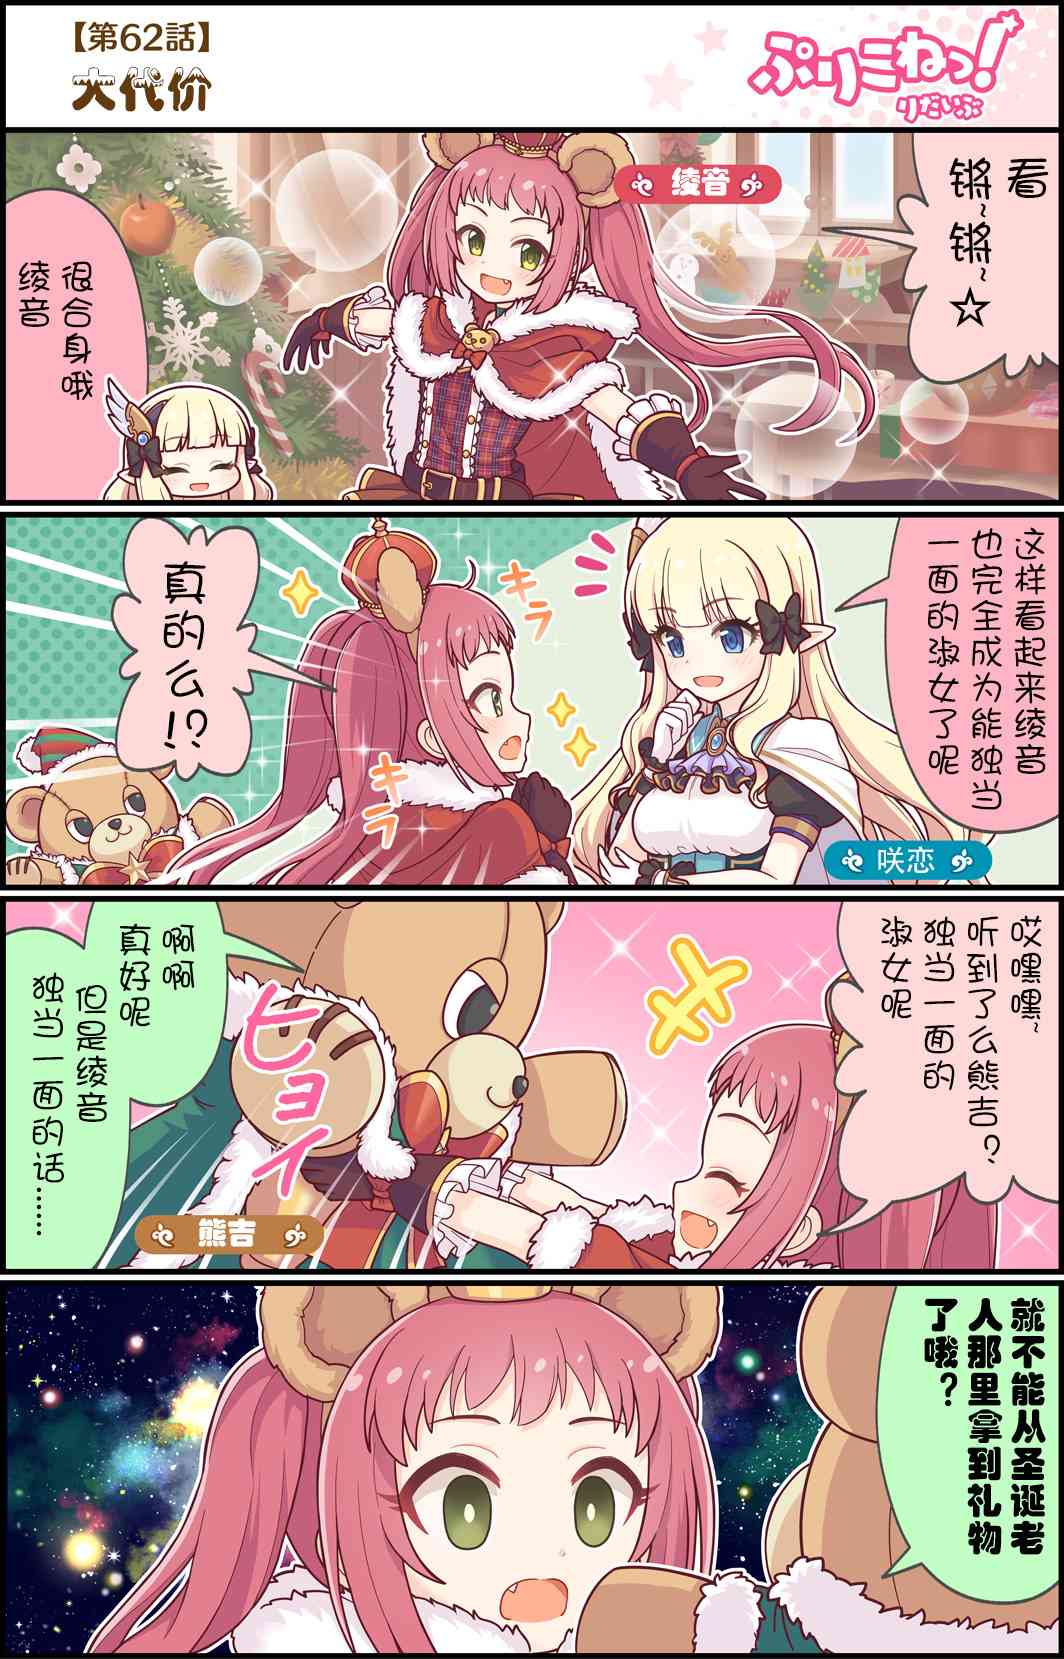 【第62話】
大代价
ぷりこねっ!
りだいぶ
看
锵~锵~☆
绫音
很合身哦
绫音
这样看起来绫音
也完全成为能独当
一面的淑女了呢
真的么!?
キラ
キラ
咲恋
哎嘿嘿~
听到了么熊吉?
独当一面的
淑女呢
ヒョイ
啊啊
真好呢
但是绫音
独当一面的话……
熊吉
就不能从圣诞老
人那里拿到礼物
了哦?